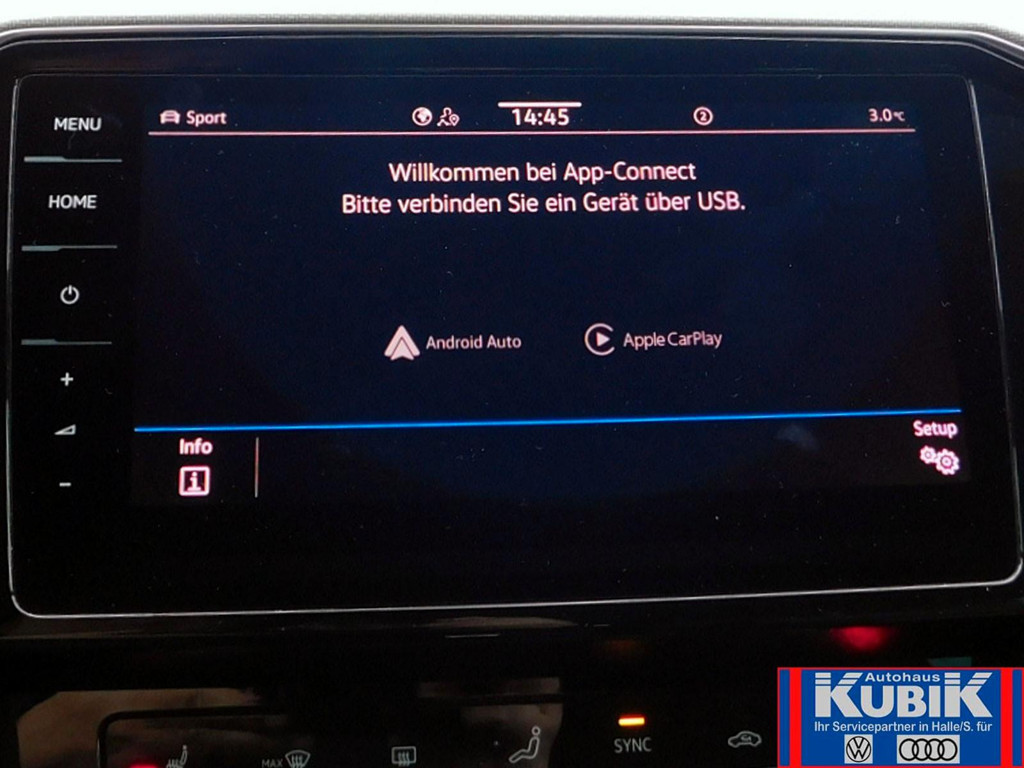 MENU
HOME
Sport
14:45
2
3.0°C
Willkommen bei App-Connect
Bitte verbinden Sie ein Gerät über USB.
Android Auto
Apple CarPlay
Info
i
Setup
+
-
MAX
SYNC
Autohaus
KUBIK
Ihr Servicepartner in Halle/S. für